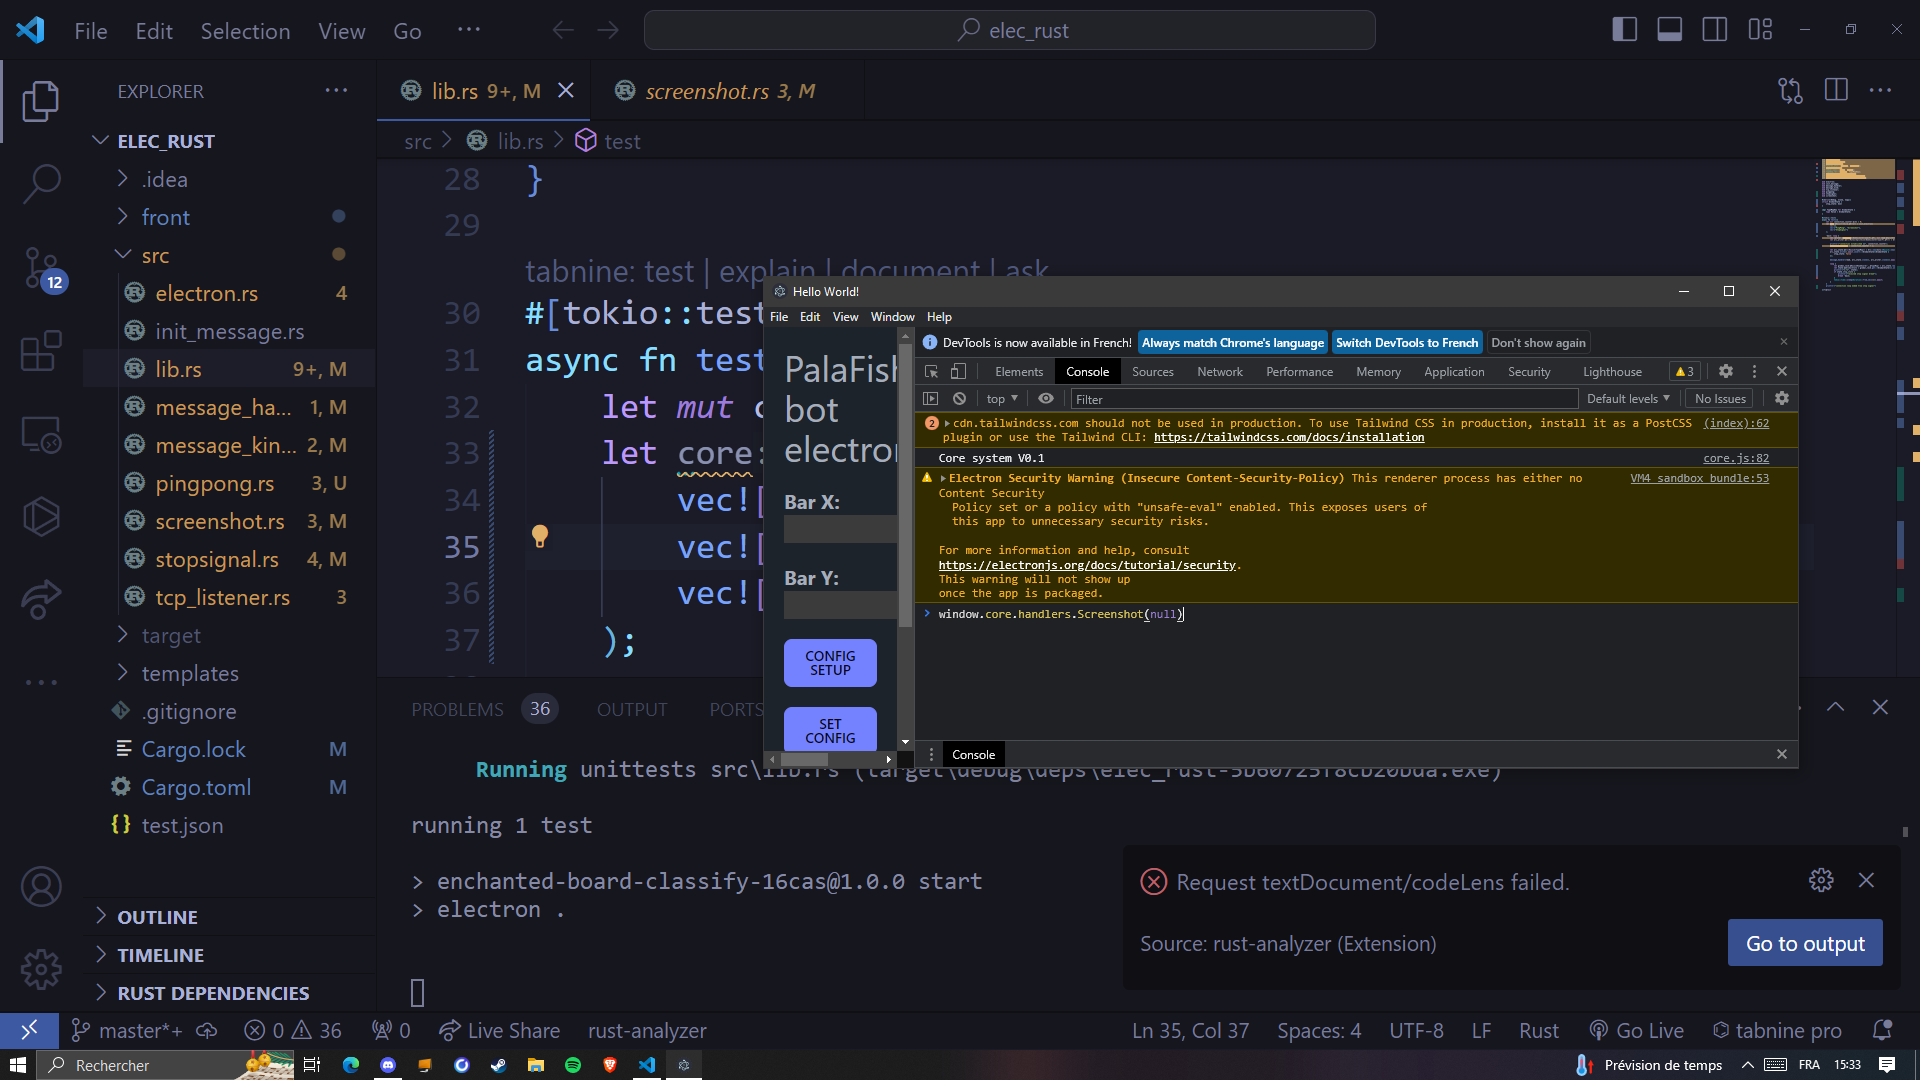 File Edit Selection View Go ···
elec_rust
EXPLORER
ELEC_RUST
.idea
front
src
electron.rs 4
init_message.rs
lib.rs 9+, M
message_ha... 1, M
message_kin... 2, M
pingpong.rs 3, U
screenshot.rs 3, M
stopsignal.rs 4, M
tcp_listener.rs 3
target
templates
.gitignore
Cargo.lock M
Cargo.toml M
test.json
OUTLINE
TIMELINE
RUST DEPENDENCIES
12
lib.rs 9+, M
screenshot.rs 3, M
src > lib.rs > test
28 }
29
tabnine: test | explain | document | ask
30 #[tokio::test
31 async fn test
32 let mut c
33 let core:
34 vec![
35 vec![
36 vec![
37 );
Hello World!
File Edit View Window Help
PalaFish
bot
electron
Bar X:
Bar Y:
CONFIG
SETUP
SET
CONFIG
DevTools is now available in French! Always match Chrome's language Switch DevTools to French Don't show again
Elements Console Sources Network Performance Memory Application Security Lighthouse 3
top Filter Default levels No Issues
2 cdn.tailwindcss.com should not be used in production. To use Tailwind CSS in production, install it as a PostCSS (index):62
plugin or use the Tailwind CLI: https://tailwindcss.com/docs/installation
Core system V0.1 core.js:82
Electron Security Warning (Insecure Content-Security-Policy) This renderer process has either no VM4 sandbox_bundle:53
Content Security
Policy set or a policy with "unsafe-eval" enabled. This exposes users of
this app to unnecessary security risks.
For more information and help, consult
https://electronjs.org/docs/tutorial/security.
This warning will not show up
once the app is packaged.
> window.core.handlers.Screenshot(null)
Console
PROBLEMS 36 OUTPUT PORTS
Running unittests src\lib.rs (target\debug\deps\elec_rust-5b60725f8cb20bda.exe)
running 1 test
> enchanted-board-classify-16cas@1.0.0 start
> electron .
Request textDocument/codeLens failed.
Source: rust-analyzer (Extension)
Go to output
master*+ 0 36 0 Live Share rust-analyzer Ln 35, Col 37 Spaces: 4 UTF-8 LF Rust Go Live tabnine pro
Rechercher Prévision de temps FRA 15:33